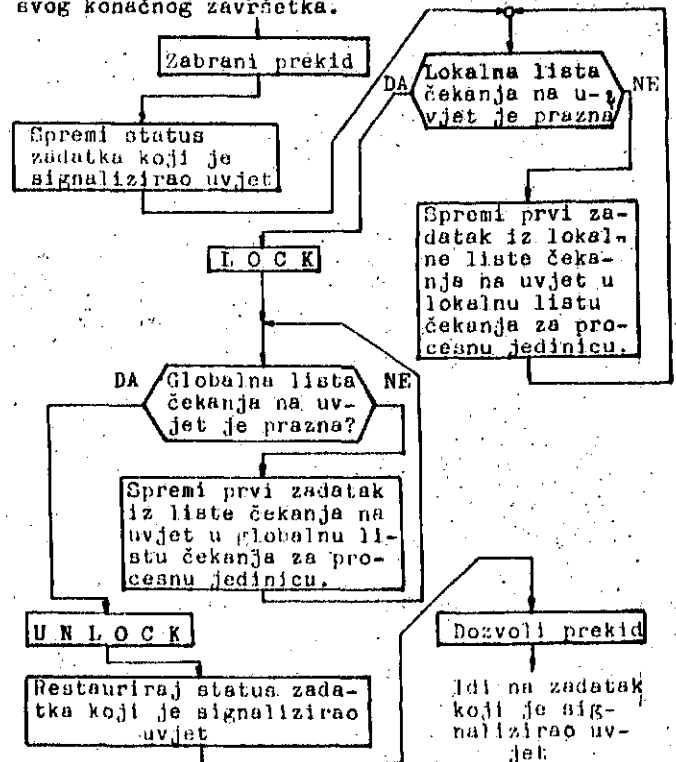 svog konačnog završetka.
Zabrani prekid
Spremi status
zadatka koji je
signalizirao uvjet
DA
Lokalna lista
čekanja na u-
vjet je prazna
NE
Spremi prvi za-
datak iz lokal-
ne liste čeka-
nja na uvjet u
lokalnu listu
čekanja za pro-
cesnu jedinicu.
L O C K
DA
Globalna lista
čekanja na uv-
jet je prazna?
NE
Spremi prvi zadatak
iz liste čekanja na
uvjet u globalnu li-
stu čekanja za pro-
cesnu jedinicu.
U N L O C K
Restauriraj status zada-
tka koji je signalizirao
uvjet
Dozvoli prekid
Idi na zadatak
koji je sig-
nalizirao uv-
jet